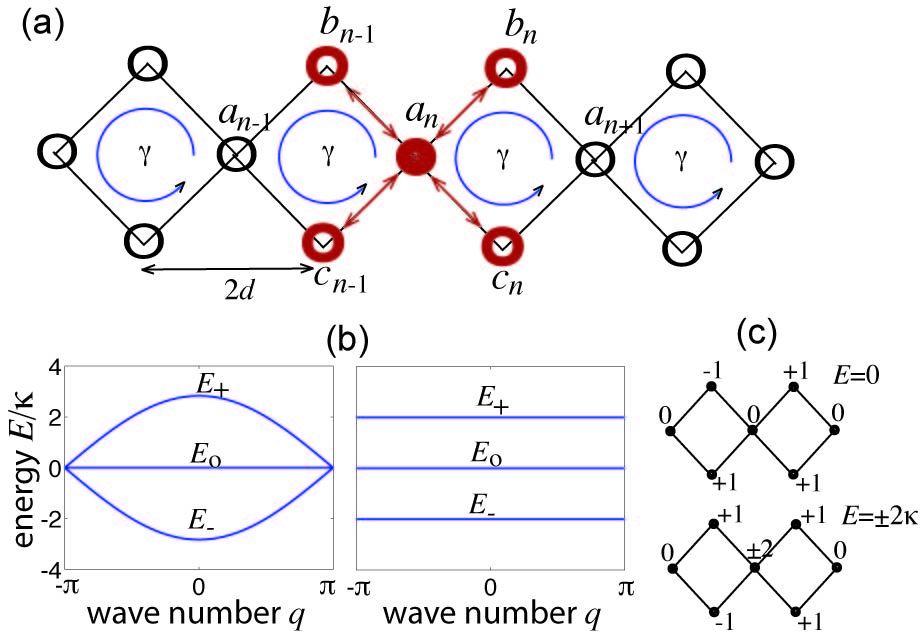 (a)
b_{n-1} b_n
a_{n-1} a_n a_{n+1}
γ γ γ γ
c_{n-1} c_n
2d
(b)
(c)
4
2
0
-2
-4
energy E/κ
E_+
E_o
E_-
-π 0 π
wave number q
E_+
E_o
E_-
-π 0 π
wave number q
-1 +1 E=0
0 0 0
+1 +1
+1 +1 E=±2κ
0 ±2 0
-1 +1